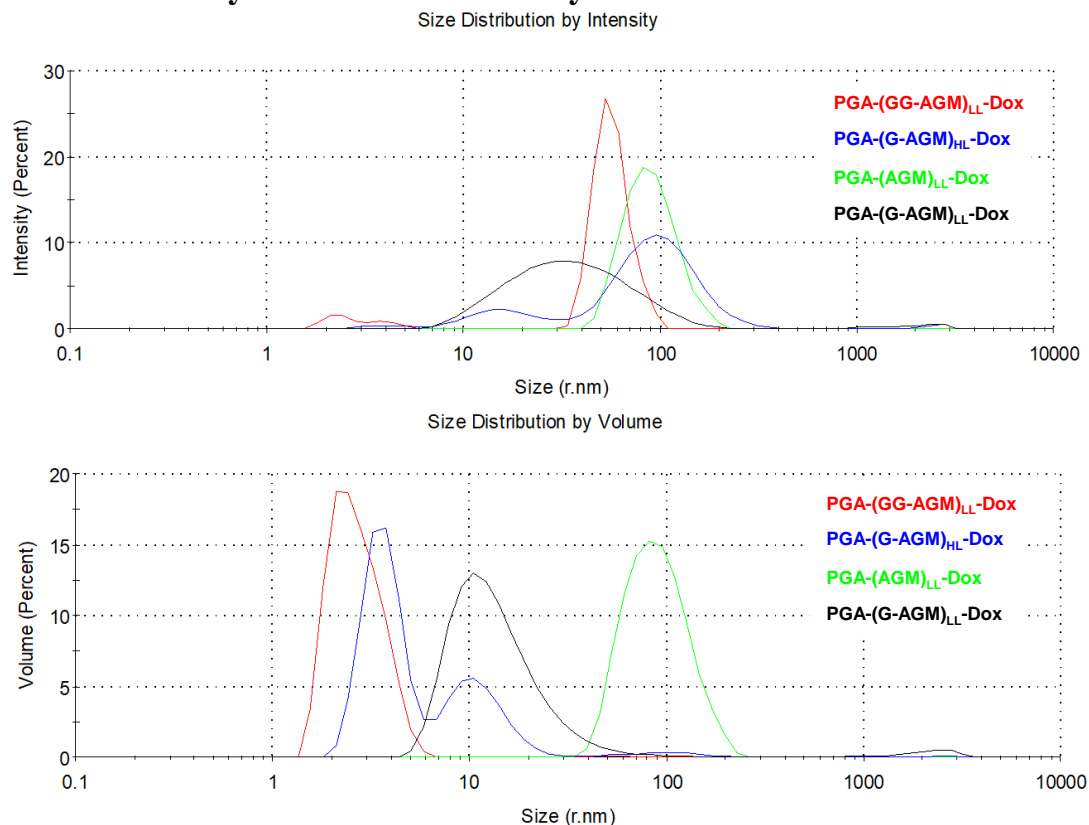 Size Distribution by Intensity
Intensity (Percent)
30
20
10
0
PGA-(GG-AGM)LL-Dox
PGA-(G-AGM)HL-Dox
PGA-(AGM)LL-Dox
PGA-(G-AGM)LL-Dox
0.1 1 10 100 1000 10000
Size (r.nm)
Size Distribution by Volume
Volume (Percent)
20
15
10
5
0
PGA-(GG-AGM)LL-Dox
PGA-(G-AGM)HL-Dox
PGA-(AGM)LL-Dox
PGA-(G-AGM)LL-Dox
0.1 1 10 100 1000 10000
Size (r.nm)